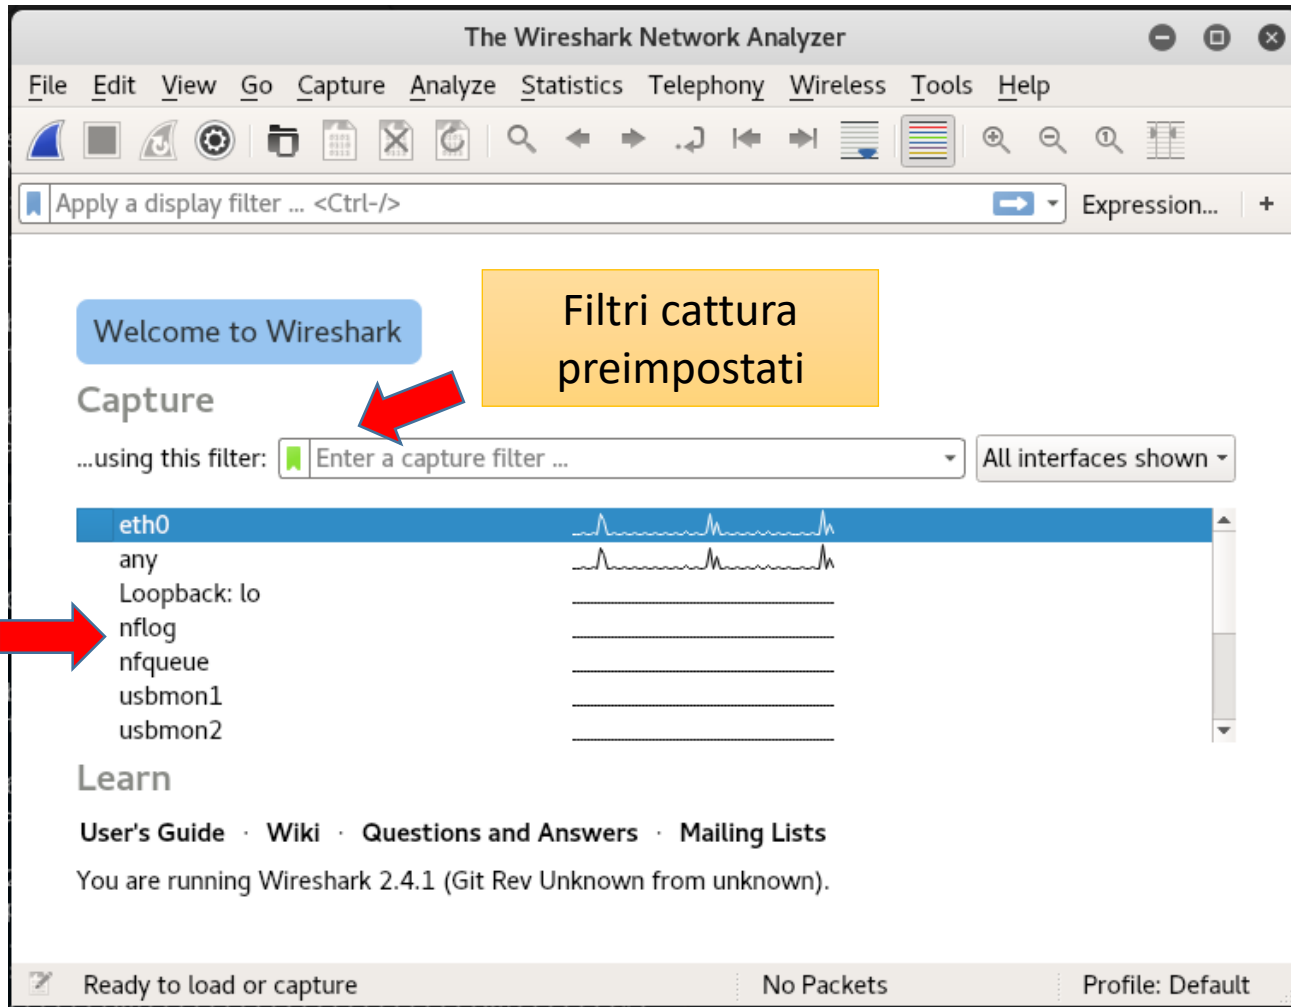 The Wireshark Network Analyzer
File Edit View Go Capture Analyze Statistics Telephony Wireless Tools Help
Apply a display filter ... <Ctrl-/> Expression... +
Filtri cattura
preimpostati
Welcome to Wireshark
Capture
...using this filter: Enter a capture filter ... All interfaces shown
eth0
any
Loopback: lo
nflog
nfqueue
usbmon1
usbmon2
Learn
User's Guide · Wiki · Questions and Answers · Mailing Lists
You are running Wireshark 2.4.1 (Git Rev Unknown from unknown).
Ready to load or capture No Packets Profile: Default